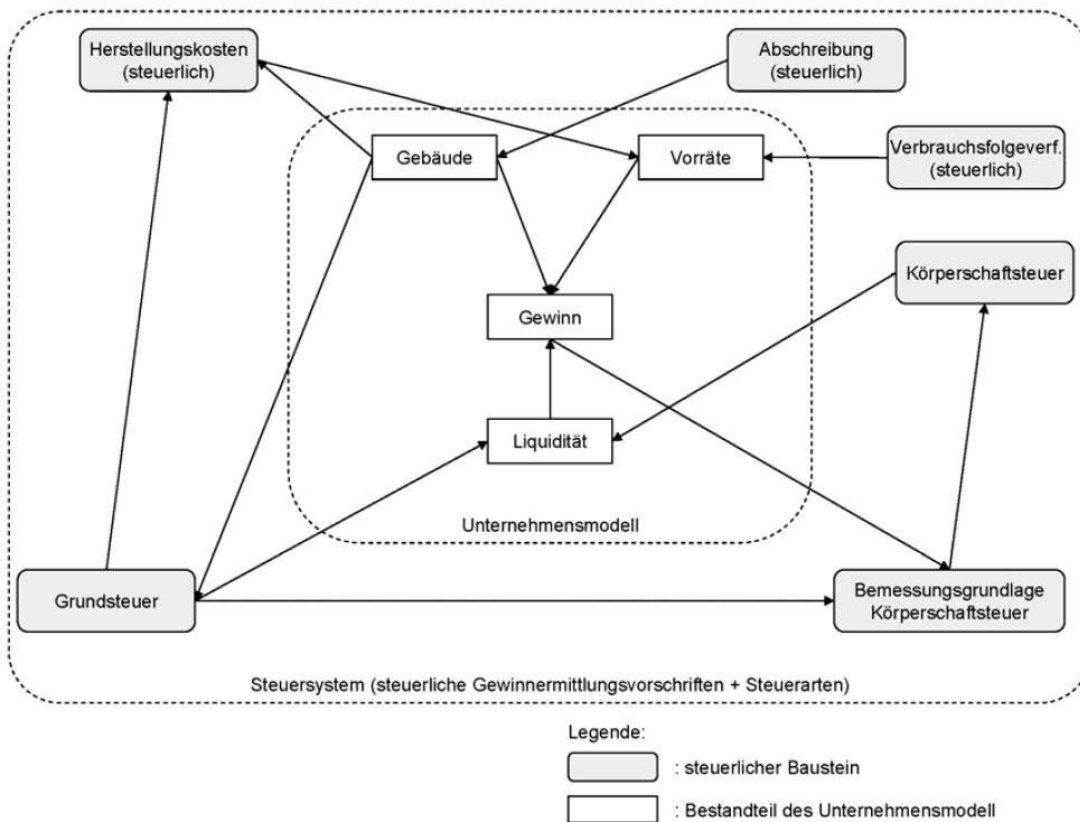 Herstellungskosten
(steuerlich)
Abschreibung
(steuerlich)
Gebäude
Vorräte
Verbrauchsfolgeverf.
(steuerlich)
Körperschaftsteuer
Gewinn
Liquidität
Unternehmensmodell
Grundsteuer
Bemessungsgrundlage
Körperschaftsteuer
Steuersystem (steuerliche Gewinnermittlungsvorschriften + Steuerarten)
Legende:
: steuerlicher Baustein
: Bestandteil des Unternehmensmodell